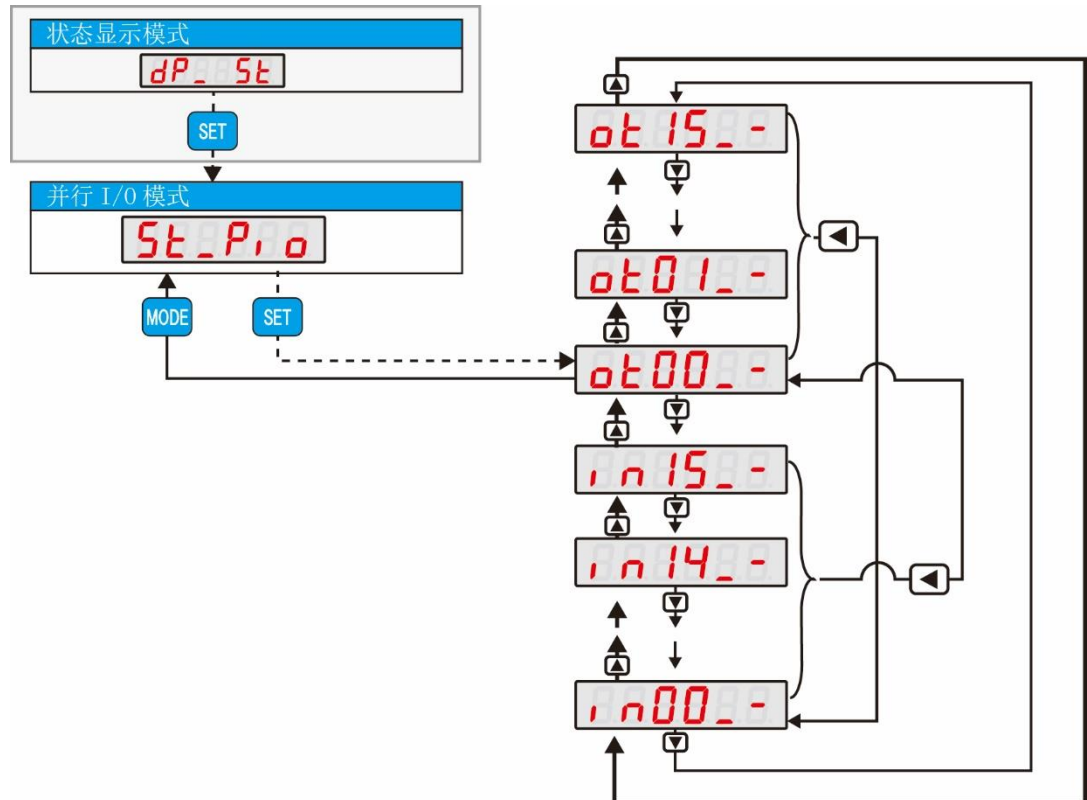 状态显示模式
dP_ St
SET
并行 I/O 模式
St_Pio
MODE
SET
ot15_-
ot01_-
ot00_-
in15_-
in14_-
in00_-